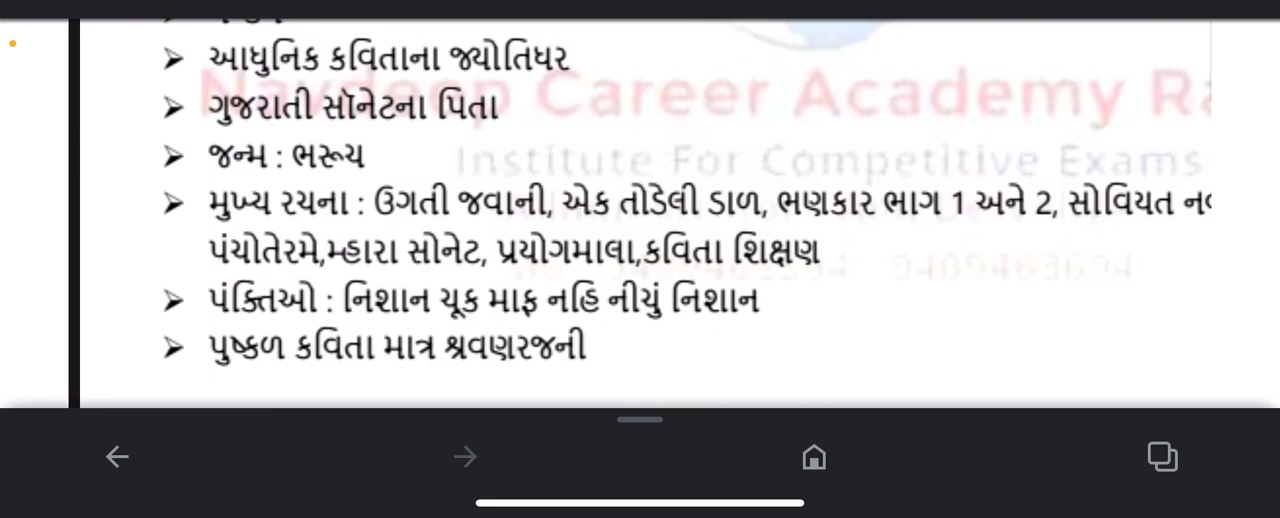 આધુનિક કવિતાના જ્યોતિધર
ગુજરાતી સૉનેટના પિતા
જન્મ : ભરૂચ
મુખ્ય રચના : ઉગતી જવાની, એક તોડેલી ડાળ, ભણકાર ભાગ 1 અને 2, સોવિયત
પંચોતેરમે,મ્હારા સોનેટ, પ્રયોગમાલા,કવિતા શિક્ષણ
પંક્તિઓ : નિશાન ચૂક માફ નહિ નીચું નિશાન
પુષ્કળ કવિતા માત્ર શ્રવણરજની
Navdeep Career Academy
Institute For Competitive Exams